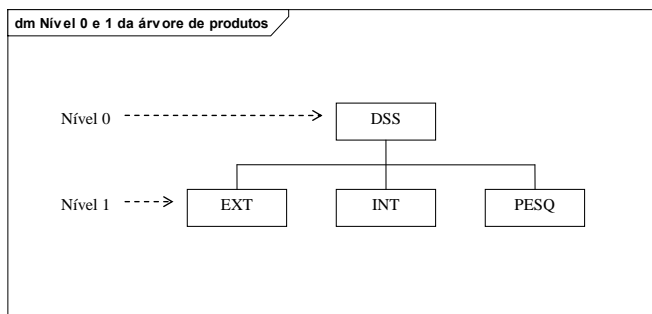 dm Nível 0 e 1 da árvore de produtos
Nível 0
DSS
Nível 1
EXT
INT
PESQ